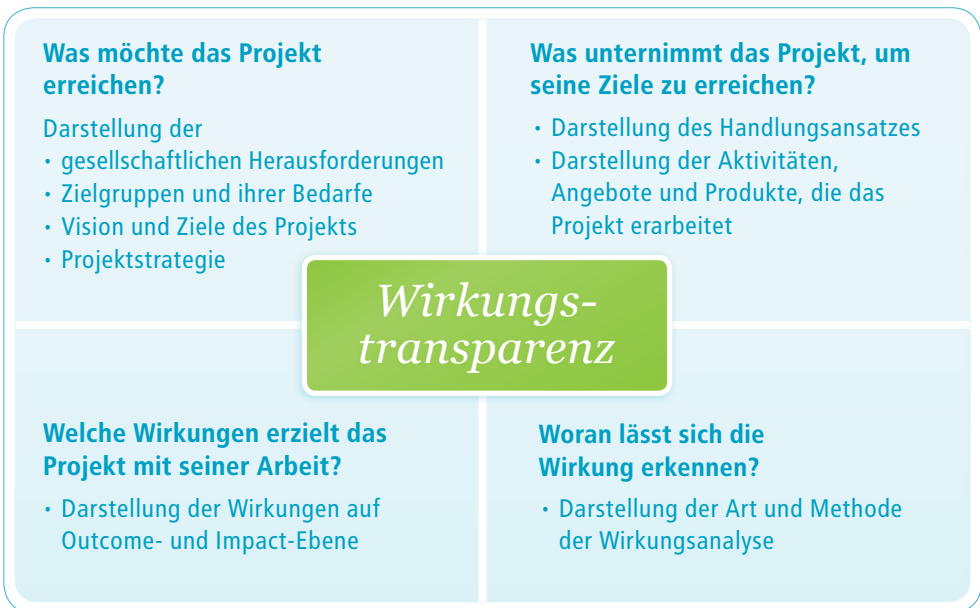 Was möchte das Projekt
erreichen?
Darstellung der
· gesellschaftlichen Herausforderungen
· Zielgruppen und ihrer Bedarfe
· Vision und Ziele des Projekts
· Projektstrategie
Was unternimmt das Projekt, um
seine Ziele zu erreichen?
· Darstellung des Handlungsansatzes
· Darstellung der Aktivitäten,
Angebote und Produkte, die das
Projekt erarbeitet
Wirkungs-
transparenz
Welche Wirkungen erzielt das
Projekt mit seiner Arbeit?
· Darstellung der Wirkungen auf
Outcome- und Impact-Ebene
Woran lässt sich die
Wirkung erkennen?
· Darstellung der Art und Methode
der Wirkungsanalyse